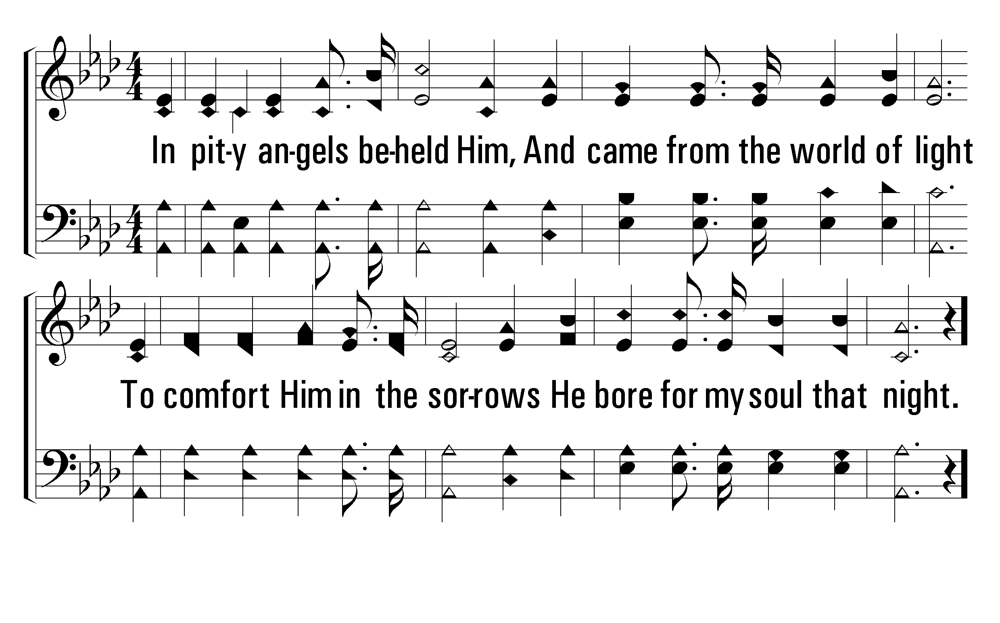 In pit-y an-gels be-held Him, And came from the world of light
To comfort Him in the sor-rows He bore for my soul that night.